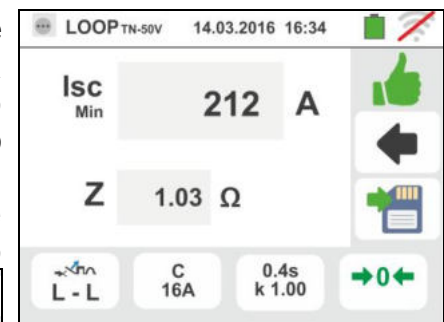 LOOP TN-50V 14.03.2016 16:34
Isc 212 A
Min
Z 1.03 Ω
L - L
C
16A
0.4s
k 1.00
→0←